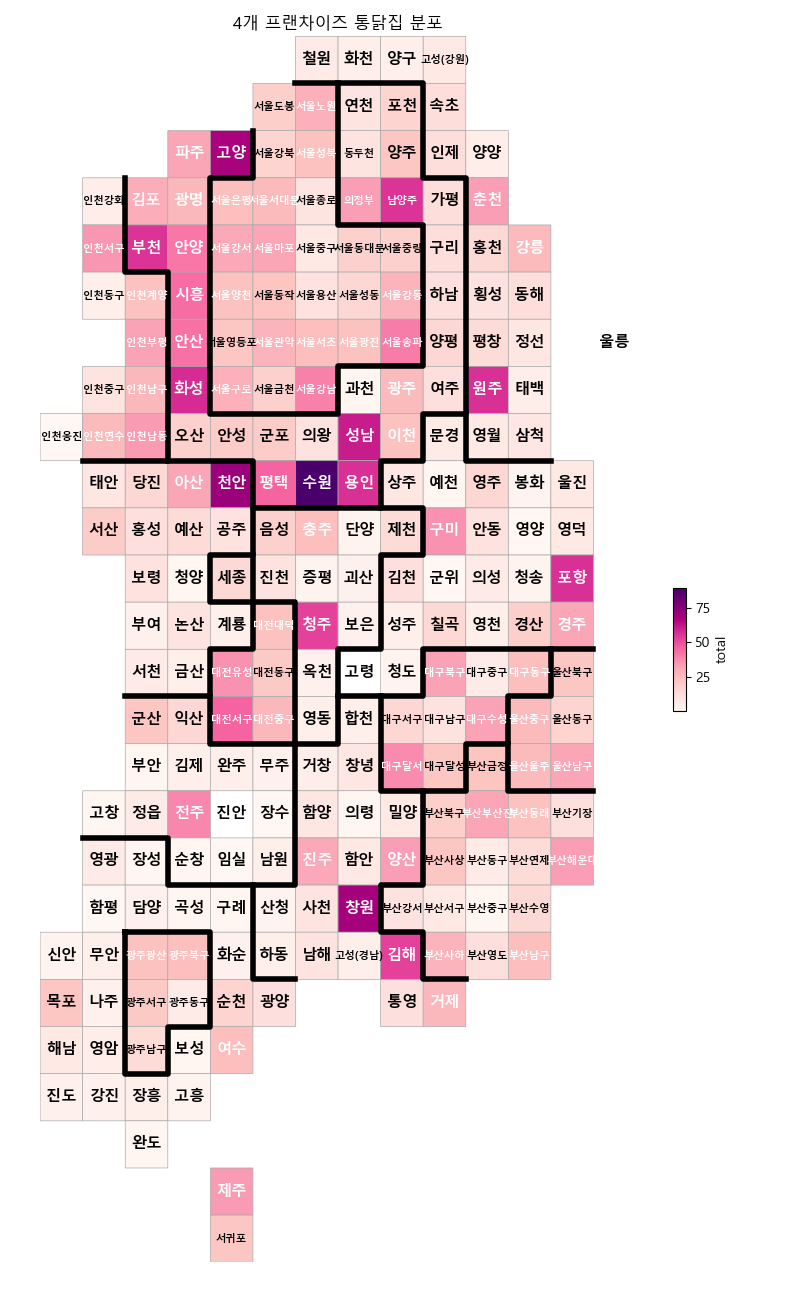 4개 프랜차이즈 통닭집 분포
철원 화천 양구 고성(강원)
서울도봉 서울노원 연천 포천 속초
파주 고양 서울강북 서울성북 동두천 양주 인제 양양
인천강화 김포 광명 서울은평 서울서대문 서울종로 의정부 남양주 가평 춘천
인천서구 부천 안양 서울강서 서울마포 서울중구 서울동대문 서울중랑 구리 홍천 강릉
인천동구 인천계양 시흥 서울양천 서울동작 서울용산 서울성동 서울강동 하남 횡성 동해
인천부평 안산 서울영등포 서울관악 서울서초 서울광진 서울송파 양평 평창 정선 울릉
인천중구 인천남구 화성 서울구로 서울금천 서울강남 과천 광주 여주 원주 태백
인천옹진 인천연수 인천남동 오산 안성 군포 의왕 성남 이천 문경 영월 삼척
태안 당진 아산 천안 평택 수원 용인 상주 예천 영주 봉화 울진
서산 홍성 예산 공주 음성 충주 단양 제천 구미 안동 영양 영덕
보령 청양 세종 진천 증평 괴산 김천 군위 의성 청송 포항
부여 논산 계룡 대전대덕 청주 보은 성주 칠곡 영천 경산 경주
서천 금산 대전유성 대전동구 옥천 고령 청도 대구북구 대구중구 대구동구 울산북구
군산 익산 대전서구 대전중구 영동 합천 대구서구 대구남구 대구수성 울산중구 울산동구
부안 김제 완주 무주 거창 창녕 대구달서 대구달성 부산금정 울산울주 울산남구
고창 정읍 전주 진안 장수 함양 의령 밀양 부산북구 부산부산진 부산동래 부산기장
영광 장성 순창 임실 남원 진주 함안 양산 부산사상 부산동구 부산연제 부산해운대
함평 담양 곡성 구례 산청 사천 창원 부산강서 부산서구 부산중구 부산수영
신안 무안 광주광산 광주북구 화순 하동 남해 고성(경남) 김해 부산사하 부산영도 부산남구
목포 나주 광주서구 광주동구 순천 광양 통영 거제
해남 영암 광주남구 보성 여수
진도 강진 장흥 고흥
완도
제주
서귀포
75
50
25
total